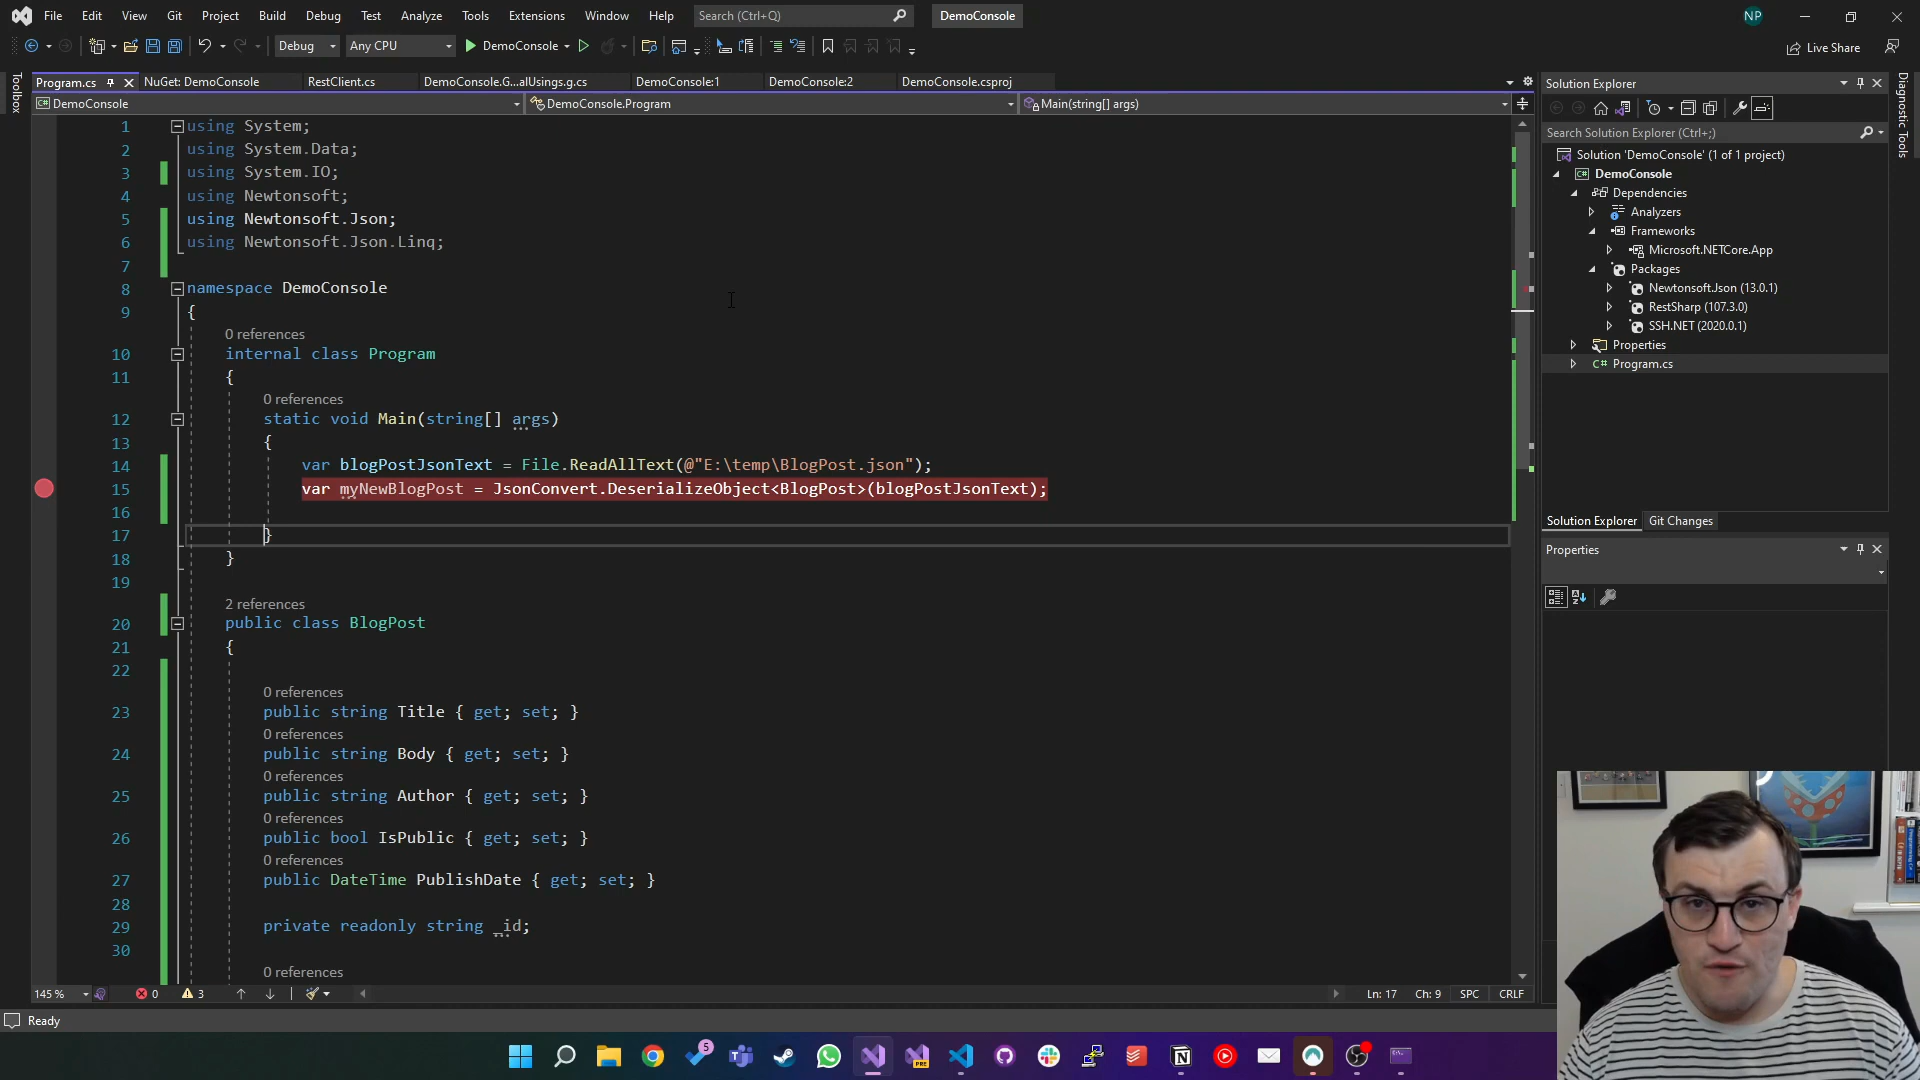 File Edit View Git Project Build Debug Test Analyze Tools Extensions Window Help Search (Ctrl+Q) DemoConsole NP
Debug Any CPU DemoConsole Live Share
Toolbox
Program.cs NuGet: DemoConsole RestClient.cs DemoConsole.G...alUsings.g.cs DemoConsole:1 DemoConsole:2 DemoConsole.csproj
DemoConsole DemoConsole.Program Main(string[] args)
1 using System;
2 using System.Data;
3 using System.IO;
4 using Newtonsoft;
5 using Newtonsoft.Json;
6 using Newtonsoft.Json.Linq;
7
8 namespace DemoConsole
9 {
0 references
10 internal class Program
11 {
0 references
12 static void Main(string[] args)
13 {
14 var blogPostJsonText = File.ReadAllText(@"E:\temp\BlogPost.json");
15 var myNewBlogPost = JsonConvert.DeserializeObject<BlogPost>(blogPostJsonText);
16
17 }
18 }
19
2 references
20 public class BlogPost
21 {
22
0 references
23 public string Title { get; set; }
0 references
24 public string Body { get; set; }
0 references
25 public string Author { get; set; }
0 references
26 public bool IsPublic { get; set; }
0 references
27 public DateTime PublishDate { get; set; }
28
29 private readonly string _id;
30
0 references
145 % 0 3 Ln: 17 Ch: 9 SPC CRLF
Ready
Solution Explorer
Search Solution Explorer (Ctrl+;)
Solution 'DemoConsole' (1 of 1 project)
DemoConsole
Dependencies
Analyzers
Frameworks
Microsoft.NETCore.App
Packages
Newtonsoft.Json (13.0.1)
RestSharp (107.3.0)
SSH.NET (2020.0.1)
Properties
C# Program.cs
Solution Explorer Git Changes
Properties
Diagnostic Tools
5
PRE